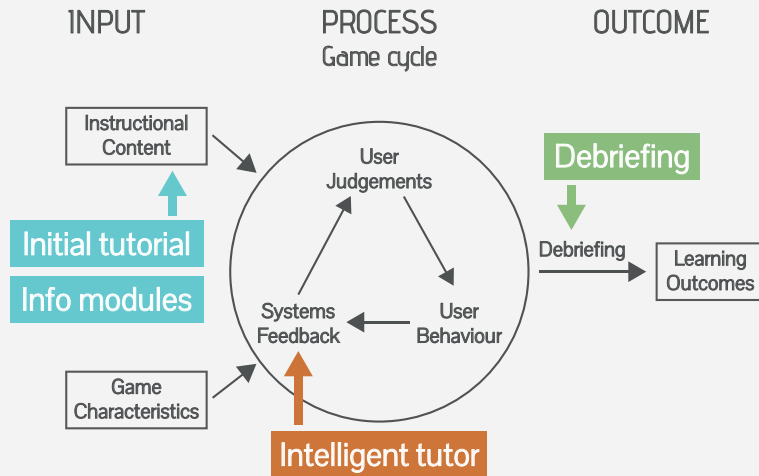 INPUT
PROCESS
Game cycle
OUTCOME
Instructional
Content
Initial tutorial
Info modules
Game
Characteristics
User
Judgements
User
Behaviour
Systems
Feedback
Intelligent tutor
Debriefing
Debriefing
Learning
Outcomes